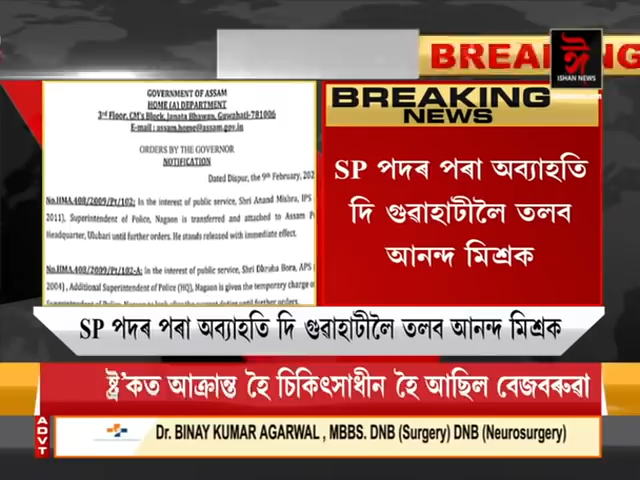 BREAKING
ঈ
ISHAN NEWS
GOVERNMENT OF ASSAM
HOME (A) DEPARTMENT
3rd Floor, CM's Block, Janata Bhawan, Guwahati-781006
E-mail : assam.home@assam.gov.in
ORDERS BY THE GOVERNOR
NOTIFICATION
Dated Dispur, the 9th February, 202
No.HMA.408/2009/Pt/102: In the interest of public service, Shri Anand Mishra, IPS
2011), Superintendent of Police, Nagaon is transferred and attached to Assam P
Headquarter, Ulubari until further orders. He stands released with immediate effect.
No.HMA.408/2009/Pt/102-A: In the interest of public service, Shri Dhruba Bora, APS
2004), Additional Superintendent of Police (HQ), Nagaon is given the temporary charge o
BREAKING
NEWS
SP পদৰ পৰা অব্যাহতি
দি গুৱাহাটীলৈ তলব
আনন্দ মিশ্ৰক
SP পদৰ পৰা অব্যাহতি দি গুৱাহাটীলৈ তলব আনন্দ মিশ্ৰক
ষ্ট্ৰ'কত আক্ৰান্ত হৈ চিকিৎসাধীন হৈ আছিল বেজবৰুৱা
ADVT
Dr. BINAY KUMAR AGARWAL , MBBS. DNB (Surgery) DNB (Neurosurgery)